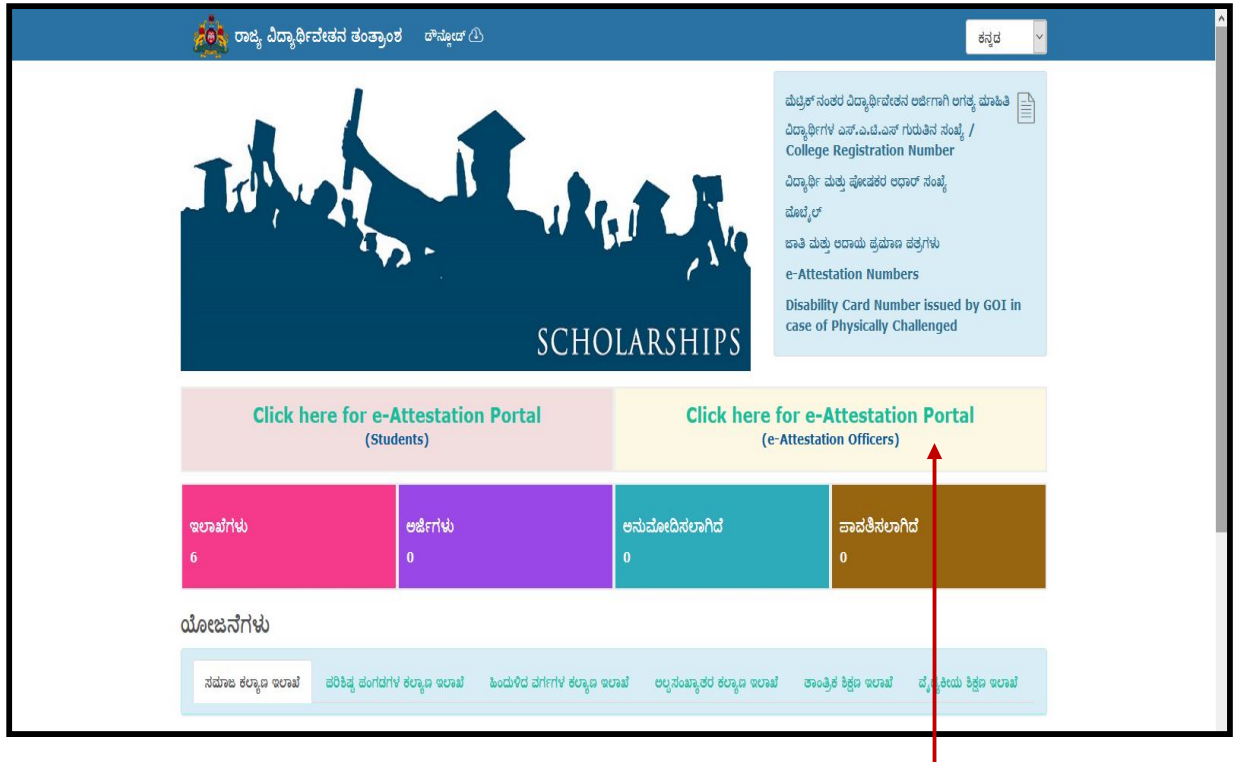 ರಾಜ್ಯ ವಿದ್ಯಾರ್ಥಿವೇತನ ತಂತ್ರಾಂಶ ಡೌನ್ಲೋಡ್
ಕನ್ನಡ
ಮೆಟ್ರಿಕ್ ನಂತರ ವಿದ್ಯಾರ್ಥಿವೇತನ ಅರ್ಜಿಗಾಗಿ ಅಗತ್ಯ ಮಾಹಿತಿ
ವಿದ್ಯಾರ್ಥಿಗಳ ಎಸ್.ಎ.ಟಿ.ಎಸ್ ಗುರುತಿನ ಸಂಖ್ಯೆ /
College Registration Number
ವಿದ್ಯಾರ್ಥಿ ಮತ್ತು ಪೋಷಕರ ಆಧಾರ್ ಸಂಖ್ಯೆ
ಮೊಬೈಲ್
ಜಾತಿ ಮತ್ತು ಆದಾಯ ಪ್ರಮಾಣ ಪತ್ರಗಳು
e-Attestation Numbers
Disability Card Number issued by GOI in
case of Physically Challenged
SCHOLARSHIPS
Click here for e-Attestation Portal
(Students)
Click here for e-Attestation Portal
(e-Attestation Officers)
ಇಲಾಖೆಗಳು
6
ಅರ್ಜಿಗಳು
0
ಅನುಮೋದಿಸಲಾಗಿದೆ
0
ಪಾವತಿಸಲಾಗಿದೆ
0
ಯೋಜನೆಗಳು
ಸಮಾಜ ಕಲ್ಯಾಣ ಇಲಾಖೆ ಪರಿಶಿಷ್ಟ ಪಂಗಡಗಳ ಕಲ್ಯಾಣ ಇಲಾಖೆ ಹಿಂದುಳಿದ ವರ್ಗಗಳ ಕಲ್ಯಾಣ ಇಲಾಖೆ ಅಲ್ಪಸಂಖ್ಯಾತರ ಕಲ್ಯಾಣ ಇಲಾಖೆ ತಾಂತ್ರಿಕ ಶಿಕ್ಷಣ ಇಲಾಖೆ ವೈದ್ಯಕೀಯ ಶಿಕ್ಷಣ ಇಲಾಖೆ